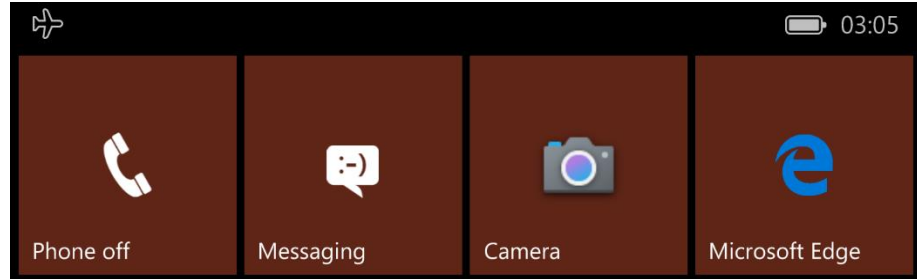 03:05
:-)
Phone off
Messaging
Camera
Microsoft Edge